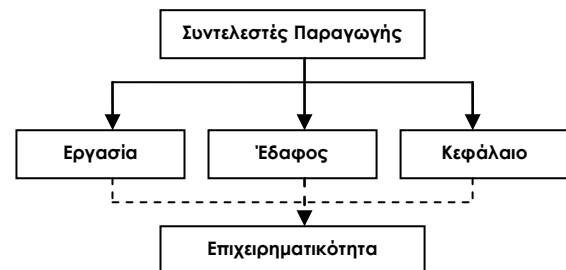 Συντελεστές Παραγωγής
Εργασία
Έδαφος
Κεφάλαιο
Επιχειρηματικότητα